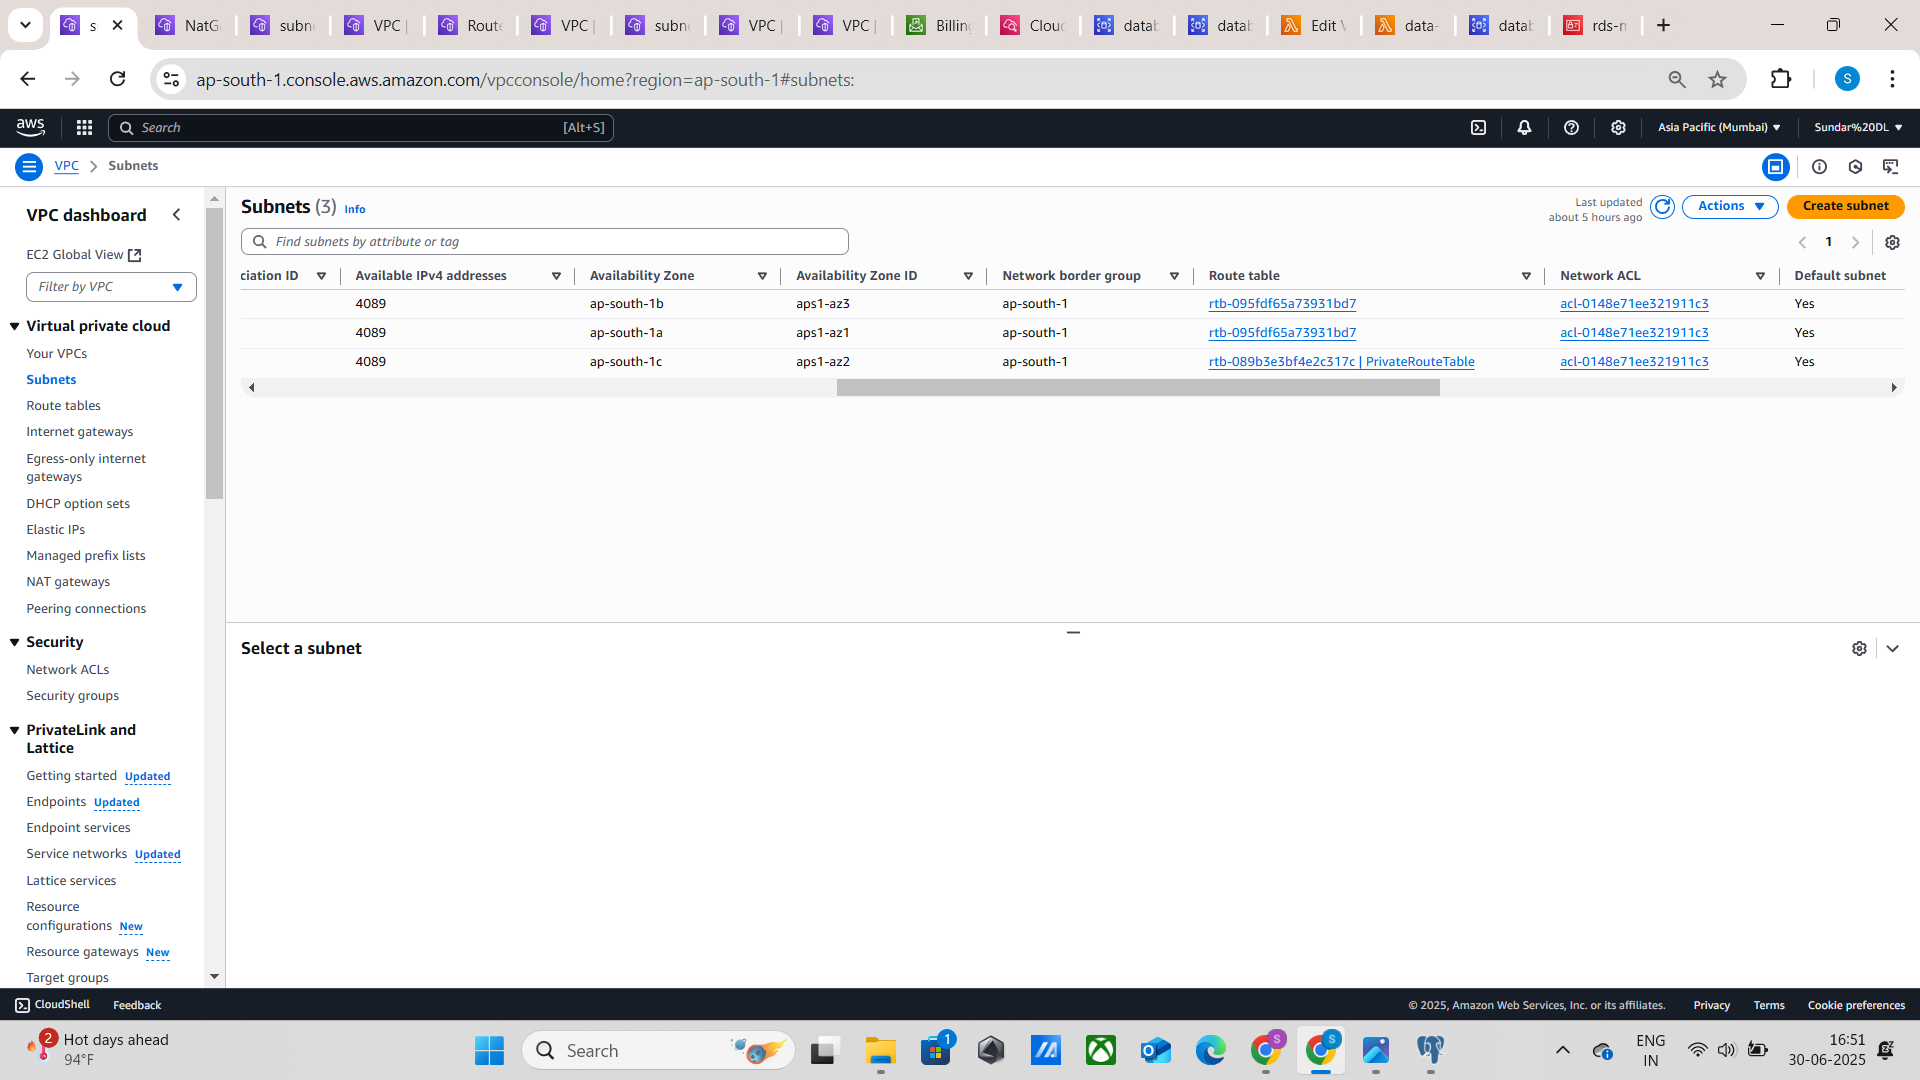 s
NatG
subn
VPC |
Route
VPC |
subn
VPC |
VPC |
Billing
Clou
datab
datab
Edit V
data-
datab
rds-m
ap-south-1.console.aws.amazon.com/vpcconsole/home?region=ap-south-1#subnets:
S
aws
Search
[Alt+S]
Asia Pacific (Mumbai)
Sundar%20DL
VPC
Subnets
VPC dashboard
EC2 Global View
Filter by VPC
Virtual private cloud
Your VPCs
Subnets
Route tables
Internet gateways
Egress-only internet
gateways
DHCP option sets
Elastic IPs
Managed prefix lists
NAT gateways
Peering connections
Security
Network ACLs
Security groups
PrivateLink and
Lattice
Getting started Updated
Endpoints Updated
Endpoint services
Service networks Updated
Lattice services
Resource
configurations New
Resource gateways New
Target groups
Subnets (3) Info
Last updated
about 5 hours ago
Actions
Create subnet
Find subnets by attribute or tag
1
ciation ID Available IPv4 addresses Availability Zone Availability Zone ID Network border group Route table Network ACL Default subnet
4089 ap-south-1b aps1-az3 ap-south-1 rtb-095fdf65a73931bd7 acl-0148e71ee321911c3 Yes
4089 ap-south-1a aps1-az1 ap-south-1 rtb-095fdf65a73931bd7 acl-0148e71ee321911c3 Yes
4089 ap-south-1c aps1-az2 ap-south-1 rtb-089b3e3bf4e2c317c | PrivateRouteTable acl-0148e71ee321911c3 Yes
Select a subnet
CloudShell
Feedback
© 2025, Amazon Web Services, Inc. or its affiliates.
Privacy
Terms
Cookie preferences
2
Hot days ahead
94°F
Search
1
S
S
ENG
IN
16:51
30-06-2025